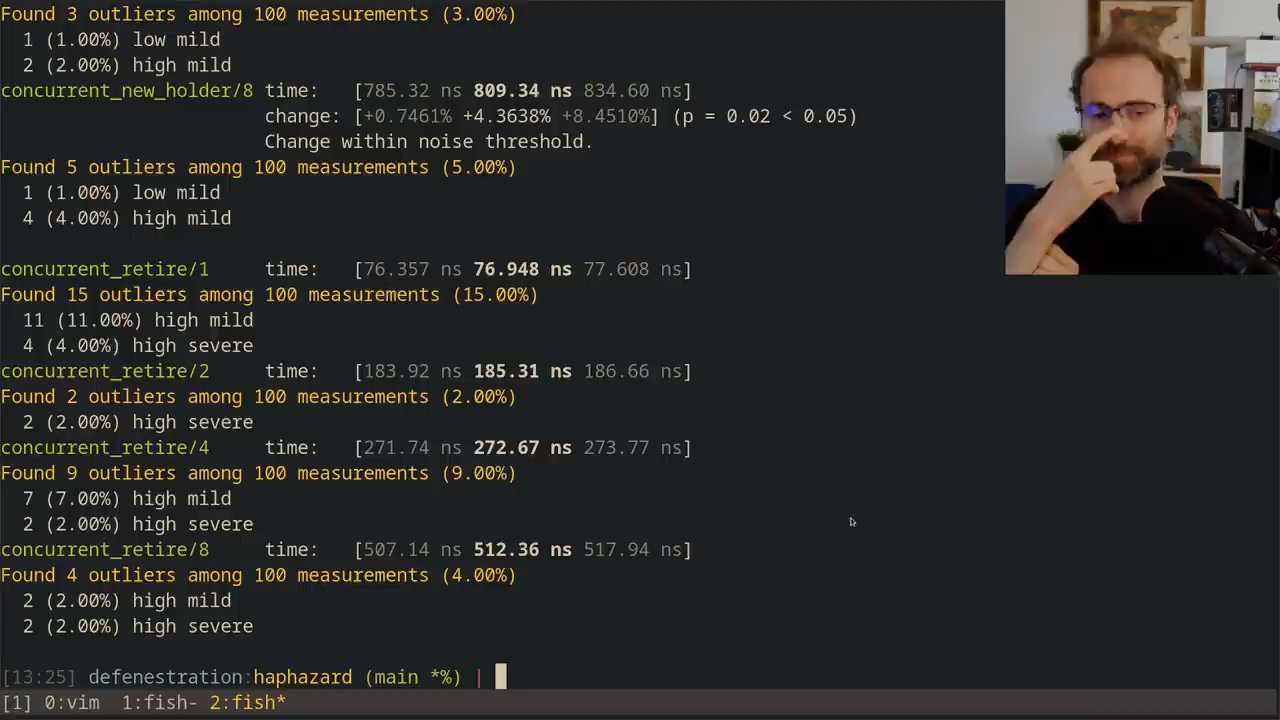 Found 3 outliers among 100 measurements (3.00%)
  1 (1.00%) low mild
  2 (2.00%) high mild
concurrent_new_holder/8 time:   [785.32 ns 809.34 ns 834.60 ns]
                        change: [+0.7461% +4.3638% +8.4510%] (p = 0.02 < 0.05)
                        Change within noise threshold.
Found 5 outliers among 100 measurements (5.00%)
  1 (1.00%) low mild
  4 (4.00%) high mild

concurrent_retire/1     time:   [76.357 ns 76.948 ns 77.608 ns]
Found 15 outliers among 100 measurements (15.00%)
  11 (11.00%) high mild
  4 (4.00%) high severe
concurrent_retire/2     time:   [183.92 ns 185.31 ns 186.66 ns]
Found 2 outliers among 100 measurements (2.00%)
  2 (2.00%) high severe
concurrent_retire/4     time:   [271.74 ns 272.67 ns 273.77 ns]
Found 9 outliers among 100 measurements (9.00%)
  7 (7.00%) high mild
  2 (2.00%) high severe
concurrent_retire/8     time:   [507.14 ns 512.36 ns 517.94 ns]
Found 4 outliers among 100 measurements (4.00%)
  2 (2.00%) high mild
  2 (2.00%) high severe

[13:25] defenestration:haphazard (main *%) |
[1] 0:vim  1:fish- 2:fish*